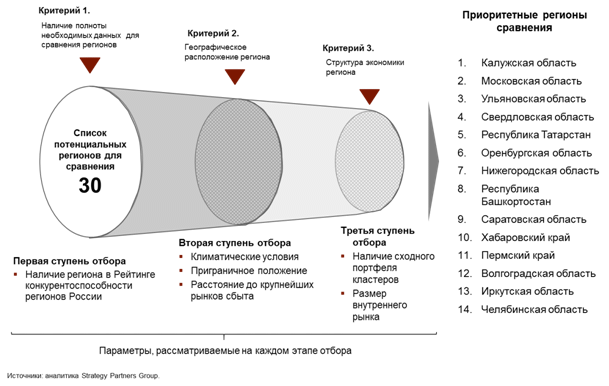 Критерий 1.
Наличие полноты
необходимых данных для
сравнения регионов
Критерий 2.
Географическое
расположение региона
Критерий 3.
Структура экономики
региона
Список
потенциальных
регионов для
сравнения
30
Первая ступень отбора
Наличие региона в Рейтинге
конкурентоспособности
регионов России
Вторая ступень отбора
Климатические условия
Приграничное положение
Расстояние до крупнейших
рынков сбыта
Третья ступень
отбора
Наличие сходного
портфеля
кластеров
Размер
внутреннего
рынка
Параметры, рассматриваемые на каждом этапе отбора
Приоритетные регионы
сравнения
1. Калужская область
2. Московская область
3. Ульяновская область
4. Свердловская область
5. Республика Татарстан
6. Оренбургская область
7. Нижегородская область
8. Республика
Башкортостан
9. Саратовская область
10. Хабаровский край
11. Пермский край
12. Волгоградская область
13. Иркутская область
14. Челябинская область
Источники: аналитика Strategy Partners Group.